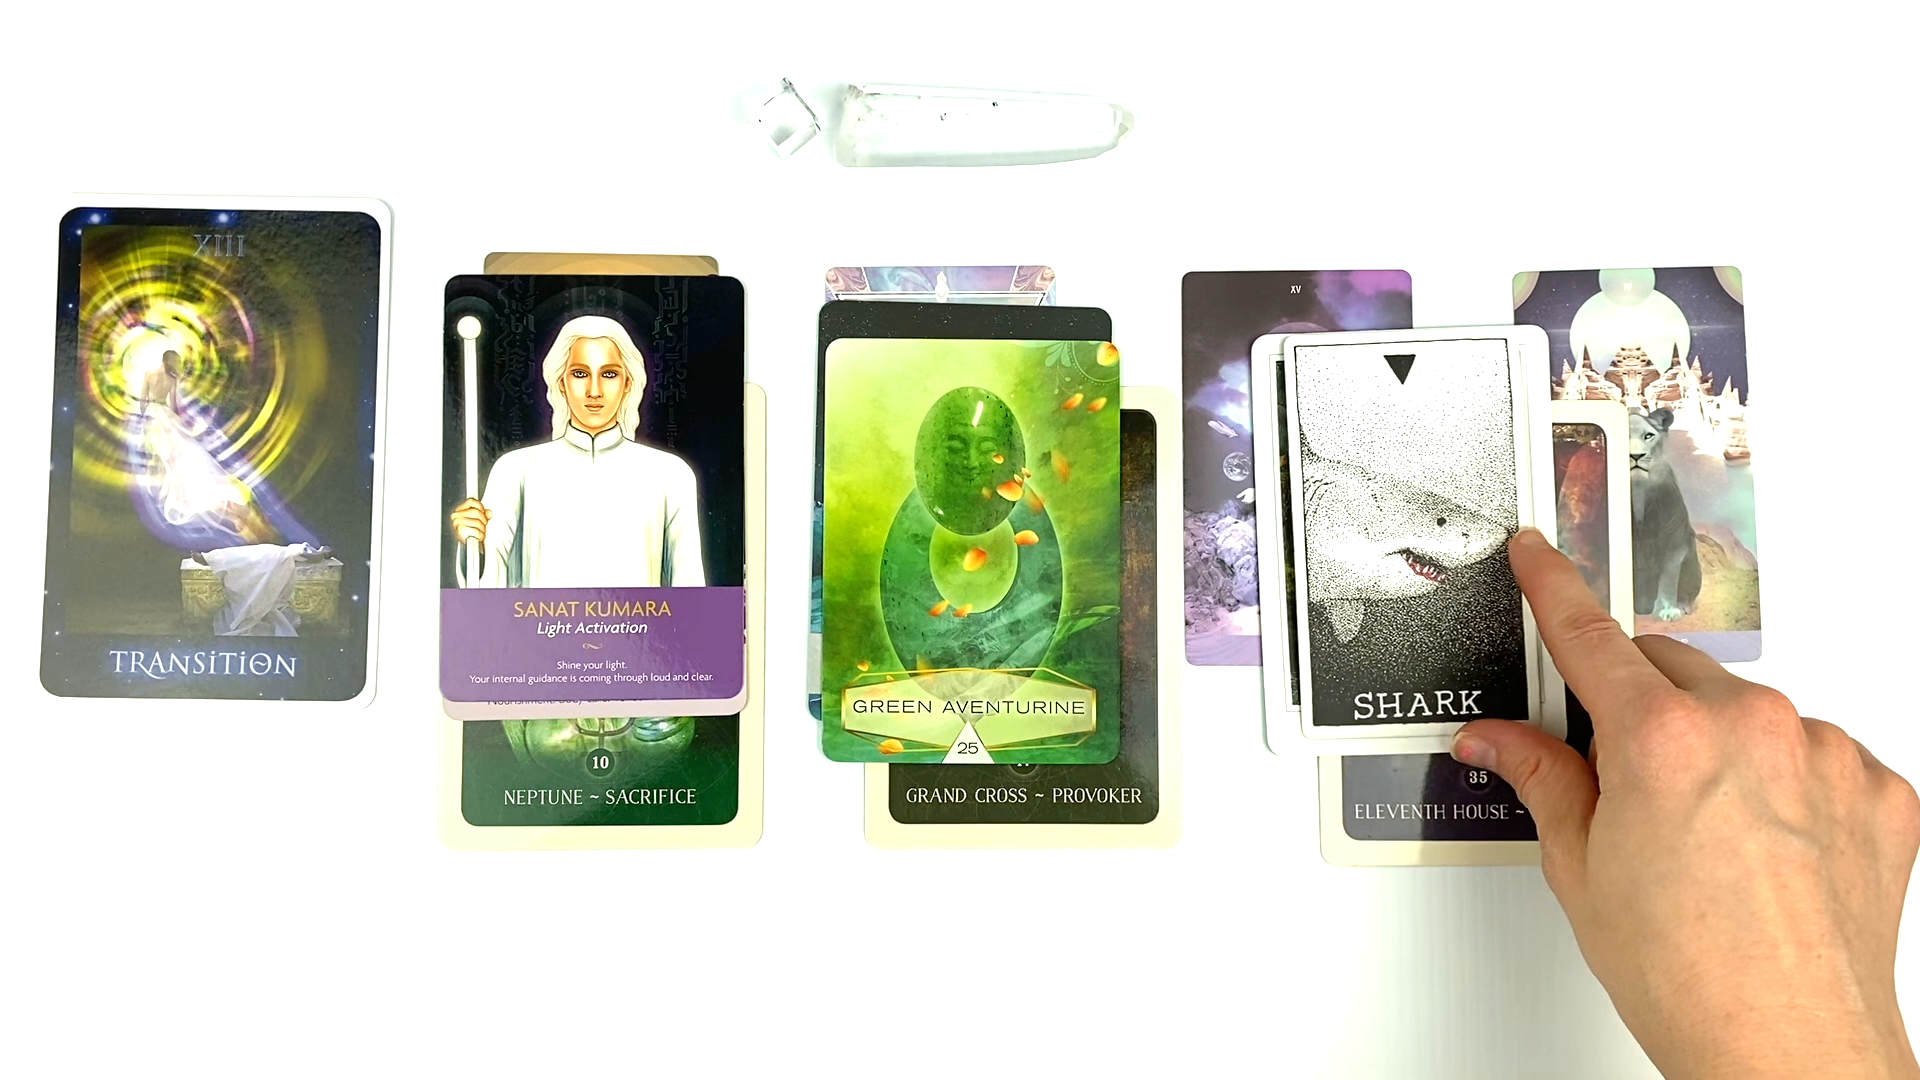 XIII
TRANSiTiON
SANAT KUMARA
Light Activation
Shine your light.
Your internal guidance is coming through loud and clear.
10
NEPTUNE ~ SACRIFICE
GREEN AVENTURINE
25
GRAND CROSS ~ PROVOKER
XV
SHARK
35
ELEVENTH HOUSE ~